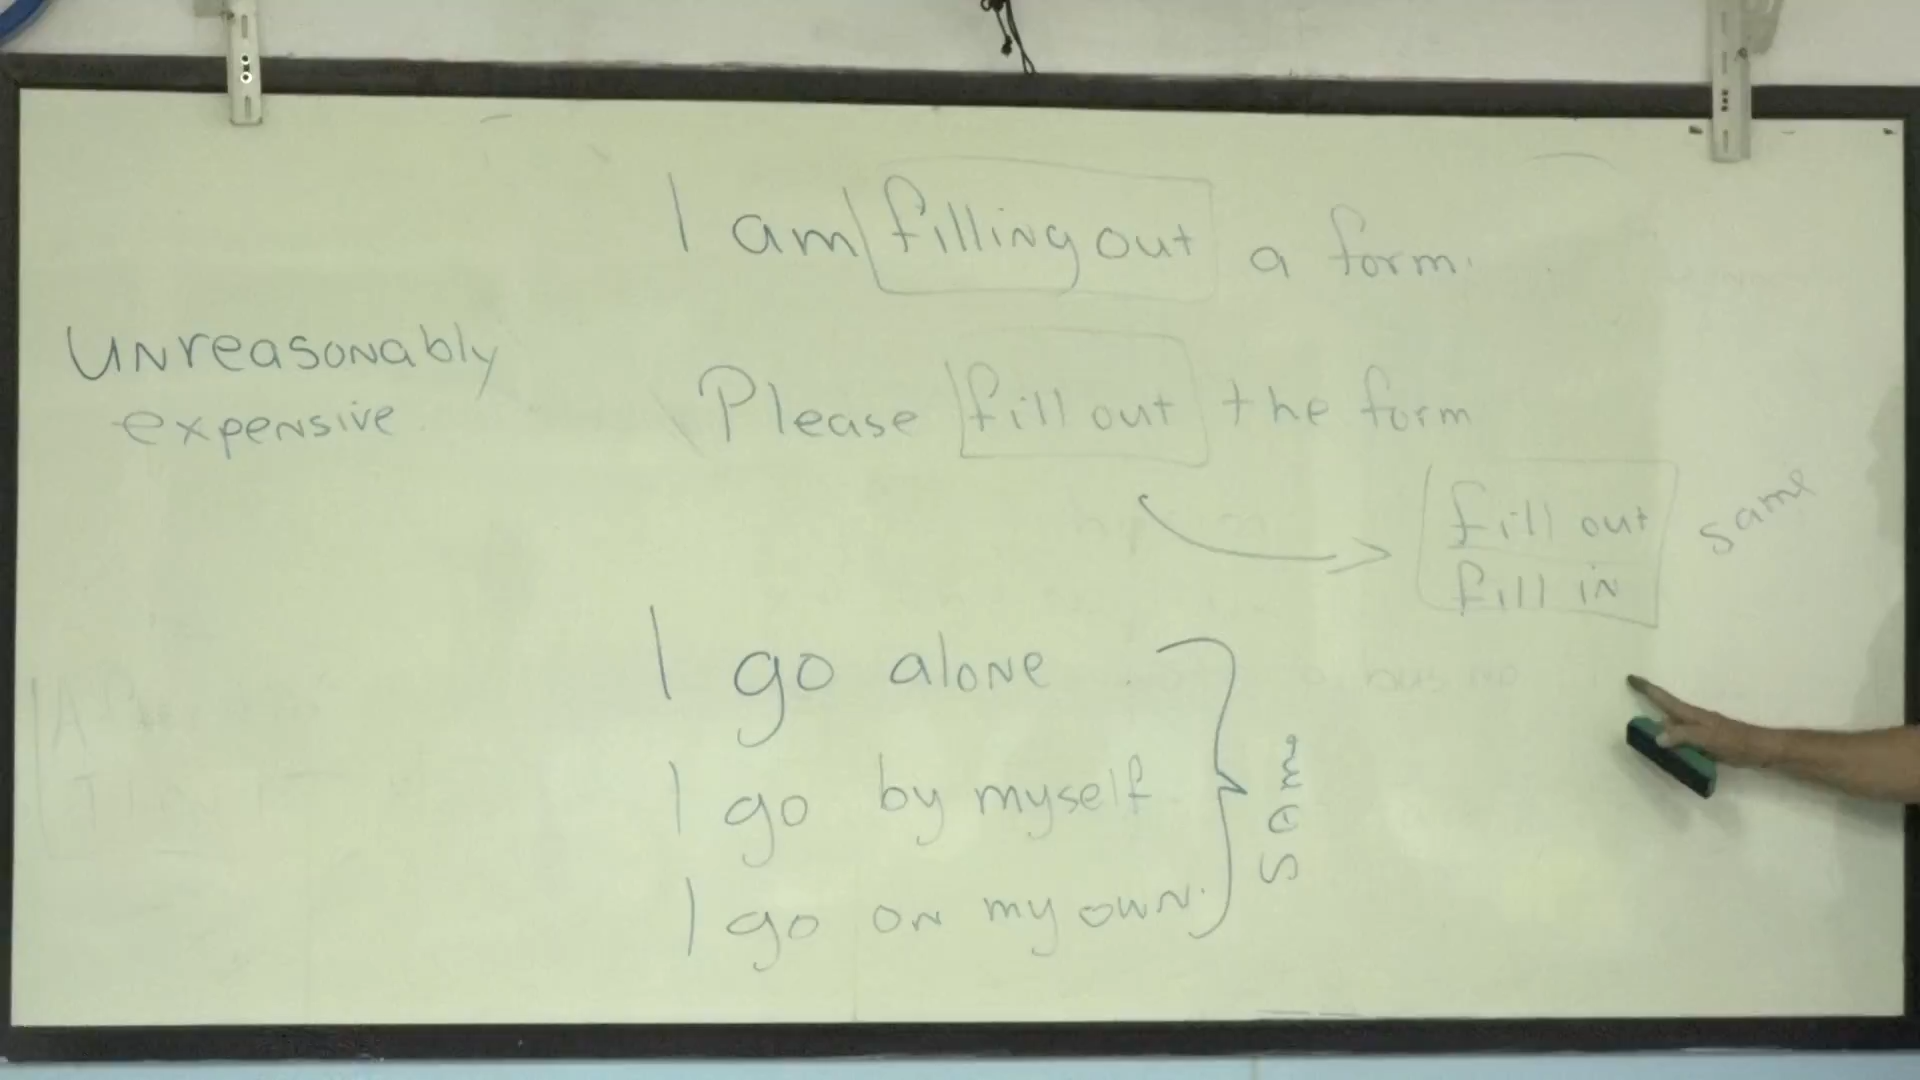 I am filling out a form.
Unreasonably
expensive
Please fill out the form
fill out
fill in
same
I go alone
I go by myself
I go on my own.
same